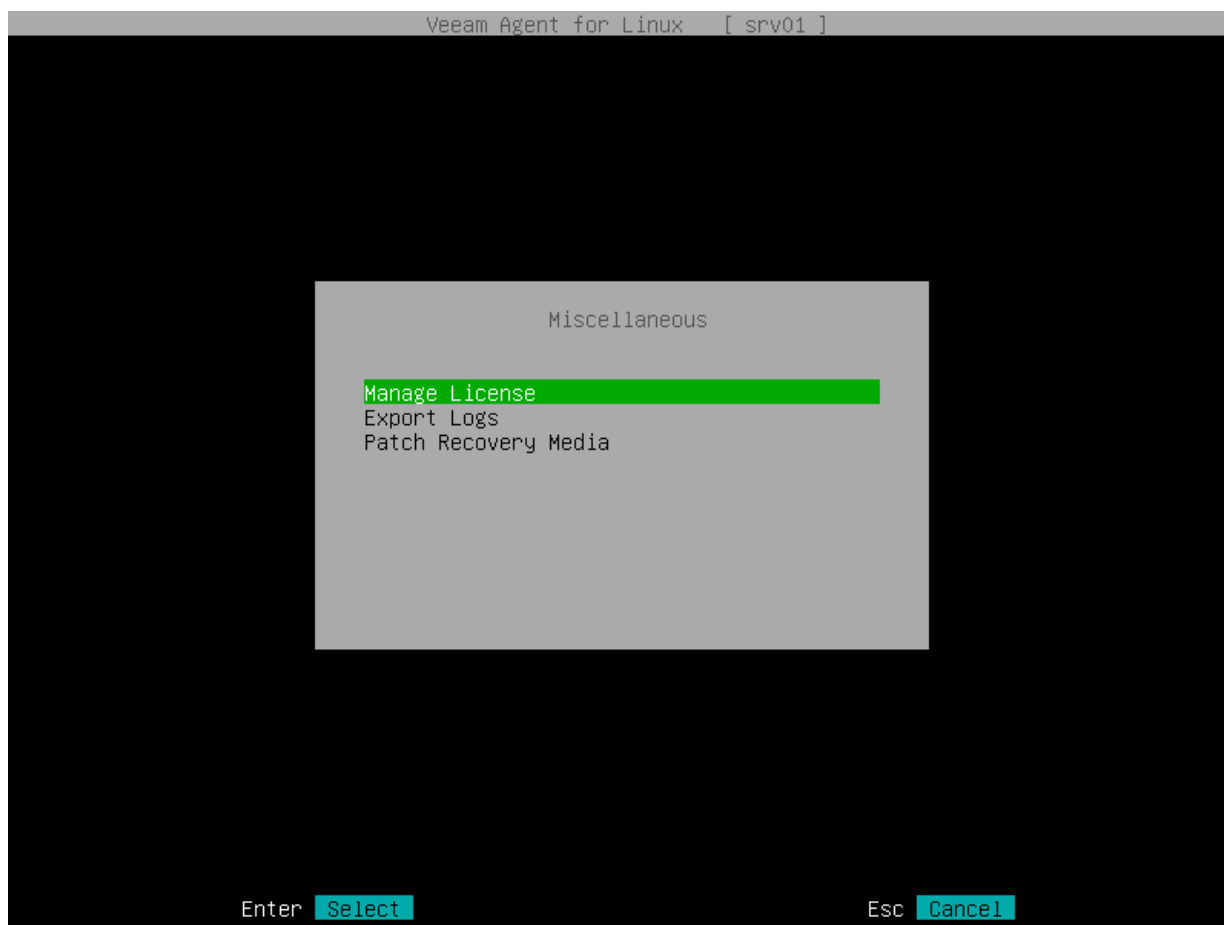 Veeam Agent for Linux [ srv01 ]
Miscellaneous
Manage License
Export Logs
Patch Recovery Media
Enter Select Esc Cancel